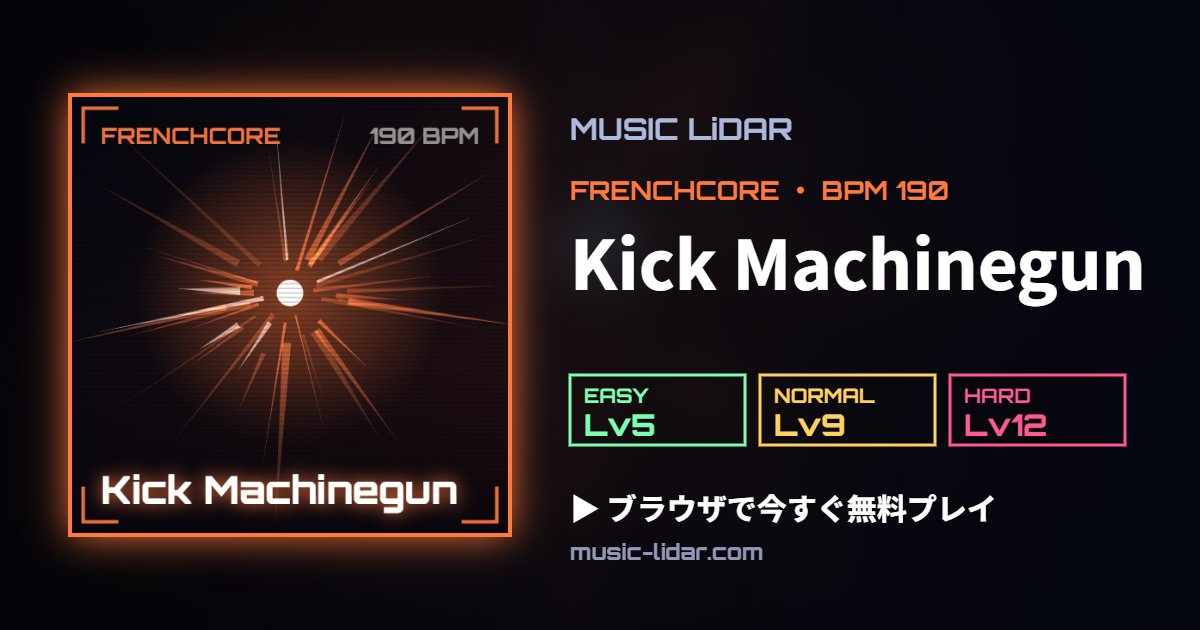 FRENCHCORE 190 BPM
Kick Machinegun
MUSIC LiDAR
FRENCHCORE • BPM 190
Kick Machinegun
EASY
Lv5
NORMAL
Lv9
HARD
Lv12
▶ ブラウザで今すぐ無料プレイ
music-lidar.com